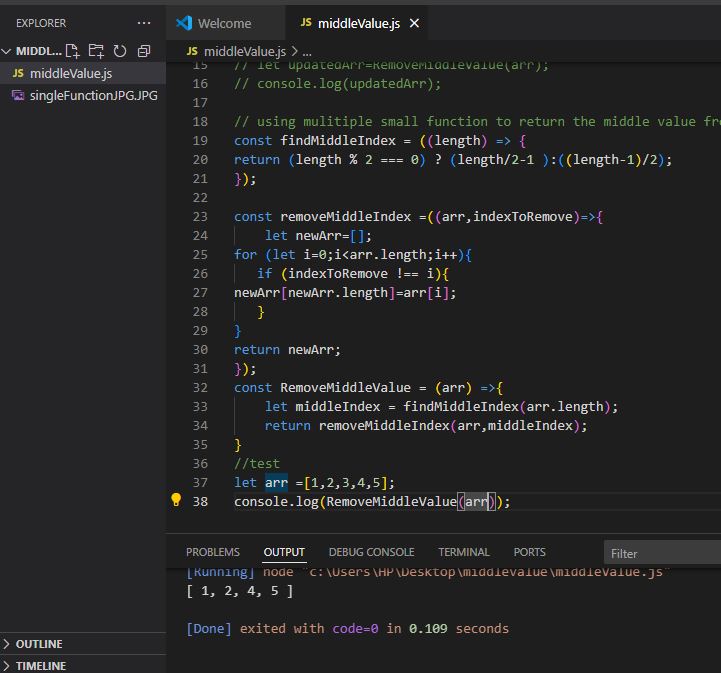 EXPLORER ...
Welcome
JS middleValue.js
MIDDL...
JS middleValue.js > ...
JS middleValue.js
singleFunctionJPG.JPG
15 // let updatedArr=RemoveMiddleValue(arr);
16 // console.log(updatedArr);
17
18 // using mulitiple small function to return the middle value fro
19 const findMiddleIndex = ((length) => {
20 return (length % 2 === 0) ? (length/2-1 ):((length-1)/2);
21 });
22
23 const removeMiddleIndex =((arr,indexToRemove)=>{
24 let newArr=[];
25 for (let i=0;i<arr.length;i++){
26 if (indexToRemove !== i){
27 newArr[newArr.length]=arr[i];
28 }
29 }
30 return newArr;
31 });
32 const RemoveMiddleValue = (arr) =>{
33 let middleIndex = findMiddleIndex(arr.length);
34 return removeMiddleIndex(arr,middleIndex);
35 }
36 //test
37 let arr =[1,2,3,4,5];
38 console.log(RemoveMiddleValue(arr));
PROBLEMS OUTPUT DEBUG CONSOLE TERMINAL PORTS Filter
[Running] node "c:\Users\HP\Desktop\middlevalue\middleValue.js"
[ 1, 2, 4, 5 ]
[Done] exited with code=0 in 0.109 seconds
OUTLINE
TIMELINE